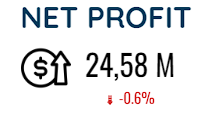 NET PROFIT
$ 24,58 M
-0.6%